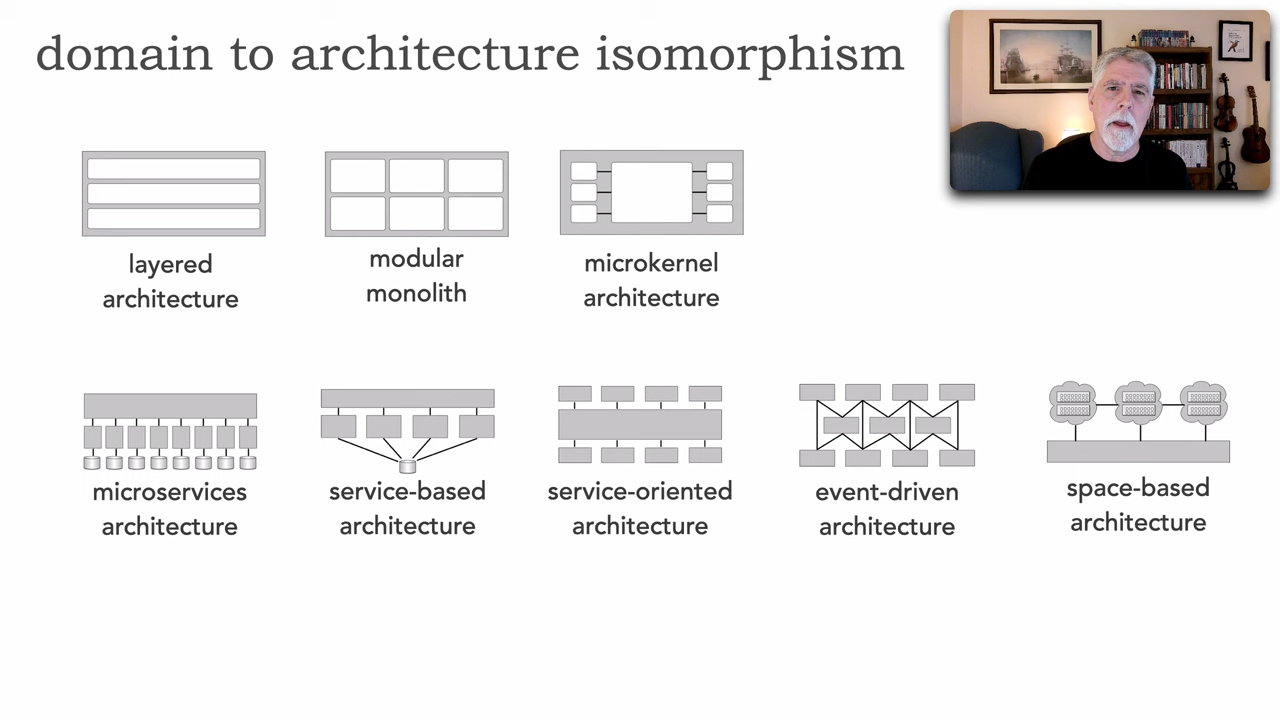 domain to architecture isomorphism
layered
architecture
modular
monolith
microkernel
architecture
microservices
architecture
service-based
architecture
service-oriented
architecture
event-driven
architecture
space-based
architecture